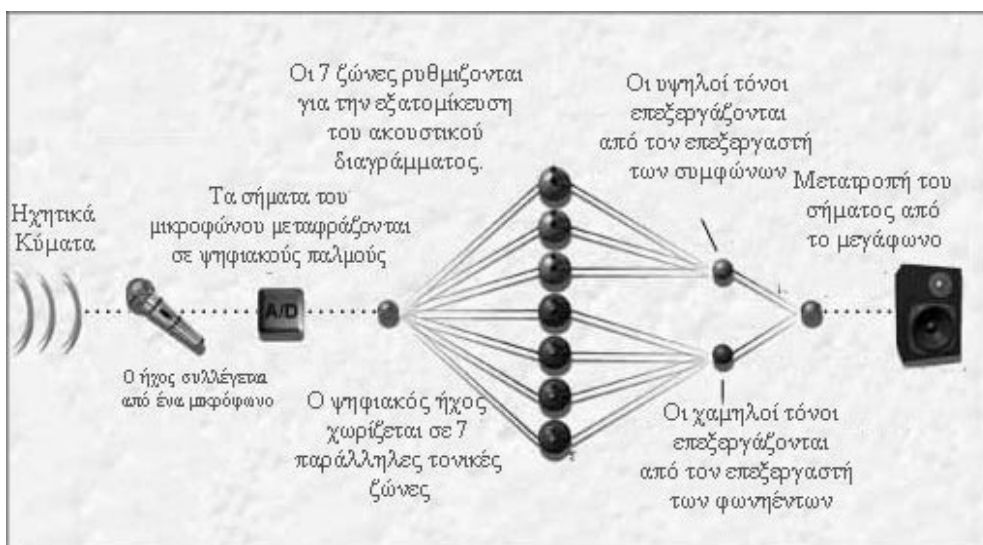 Ηχητικά
Κύματα
Ο ήχος συλλέγεται
από ένα μικρόφωνο
Τα σήματα του
μικροφώνου μεταφράζονται
σε ψηφιακούς παλμούς
A/D
Οι 7 ζώνες ρυθμιζονται
για την εξατομίκευση
του ακουστικού
διαγράμματος.
Ο ψηφιακός ήχος
χωρίζεται σε 7
παράλληλες τονικές
ζώνες
Οι υψηλοί τόνοι
επεξεργάζονται
από τον επεξεργαστή
των συμφώνων
Οι χαμηλοί τόνοι
επεξεργάζονται
από τον επεξεργαστή
των φωνηέντων
Μετατροπή του
σήματος από
το μεγάφωνο